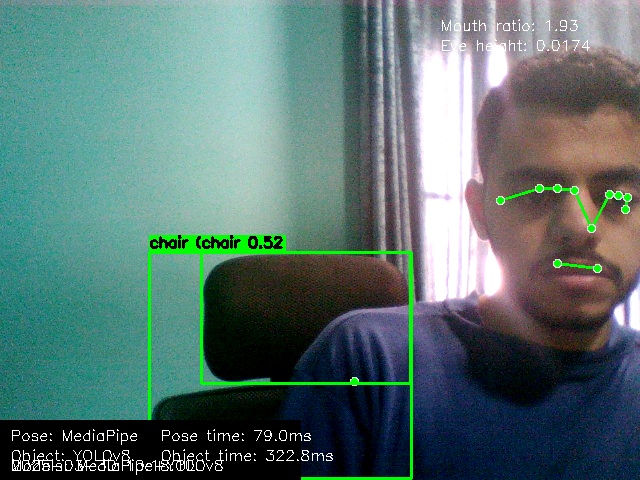 Mouth ratio: 1.93
Eye height: 0.0174
chair (chair 0.52
Pose: MediaPipe Pose time: 79.0ms
Object: YOLOv8 Object time: 322.8ms